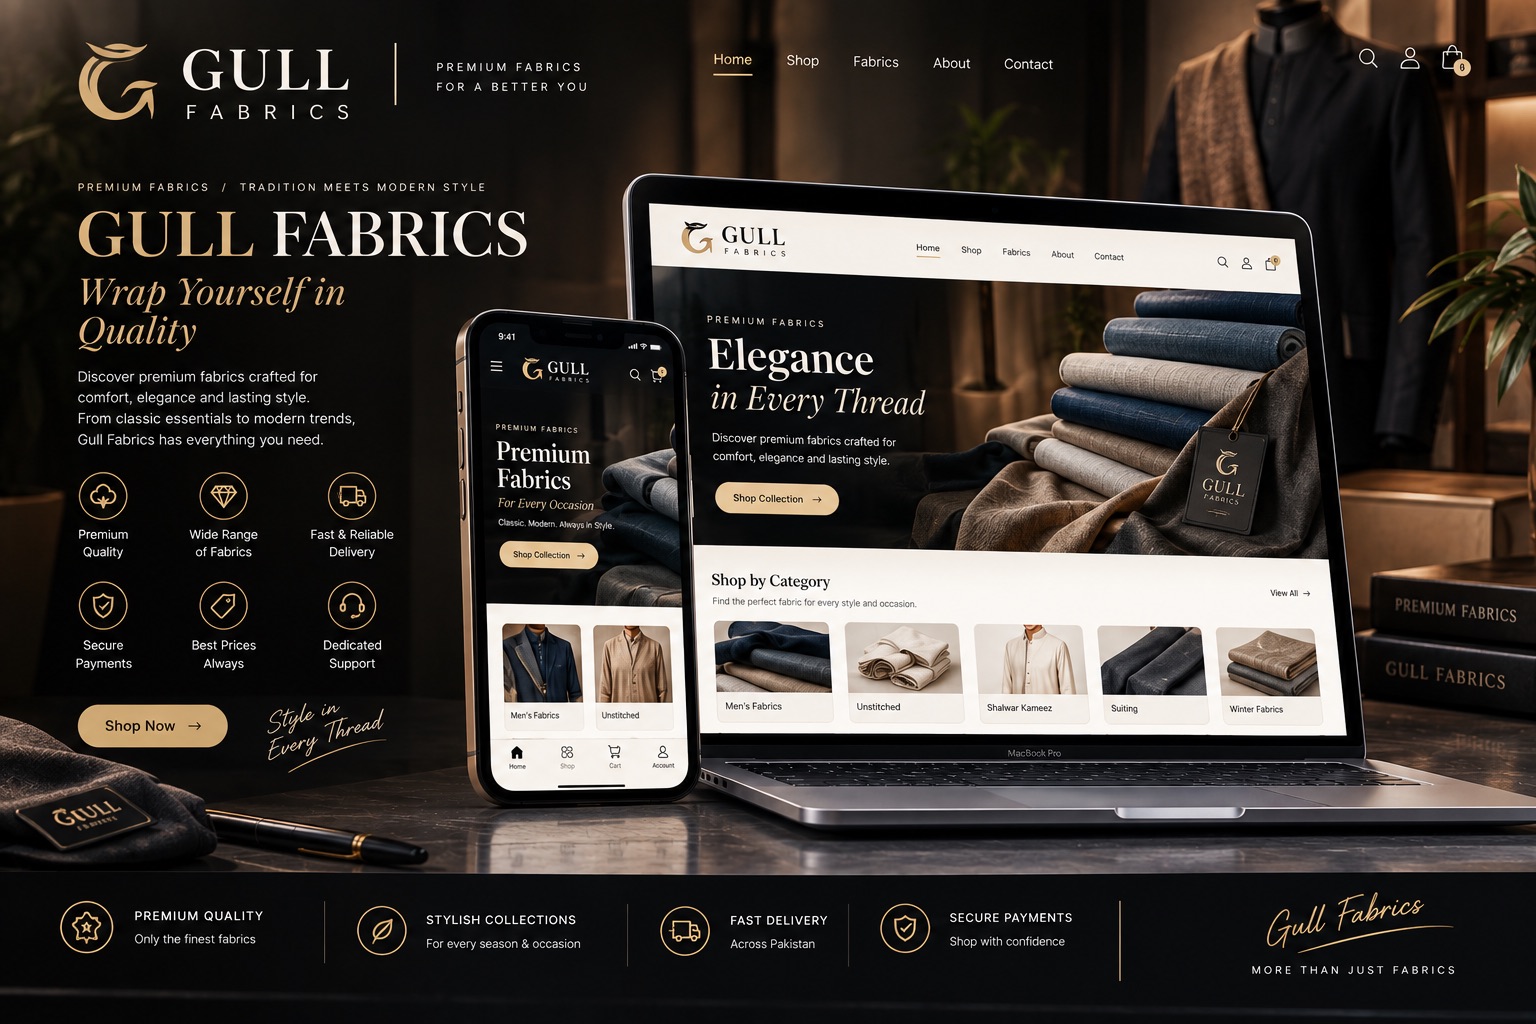 GULL
FABRICS
PREMIUM FABRICS
FOR A BETTER YOU
Home
Shop
Fabrics
About
Contact
0
PREMIUM FABRICS / TRADITION MEETS MODERN STYLE
GULL FABRICS
Wrap Yourself in
Quality
Discover premium fabrics crafted for
comfort, elegance and lasting style.
From classic essentials to modern trends,
Gull Fabrics has everything you need.
Premium
Quality
Wide Range
of Fabrics
Fast & Reliable
Delivery
Secure
Payments
Best Prices
Always
Dedicated
Support
Shop Now →
Style in
Every Thread
GULL
FABRICS
9:41
GULL
FABRICS
PREMIUM FABRICS
Premium
Fabrics
For Every Occasion
Classic. Modern. Always in Style.
Shop Collection →
Men's Fabrics
Unstitched
Home
Shop
Cart
Account
GULL
FABRICS
Home
Shop
Fabrics
About
Contact
0
PREMIUM FABRICS
Elegance
in Every Thread
Discover premium fabrics crafted for
comfort, elegance and lasting style.
Shop Collection →
GULL
FABRICS
Shop by Category
Find the perfect fabric for every style and occasion.
View All →
Men's Fabrics
Unstitched
Shalwar Kameez
Suiting
Winter Fabrics
MacBook Pro
PREMIUM FABRICS
GULL FABRICS
PREMIUM QUALITY
Only the finest fabrics
STYLISH COLLECTIONS
For every season & occasion
FAST DELIVERY
Across Pakistan
SECURE PAYMENTS
Shop with confidence
Gull Fabrics
MORE THAN JUST FABRICS